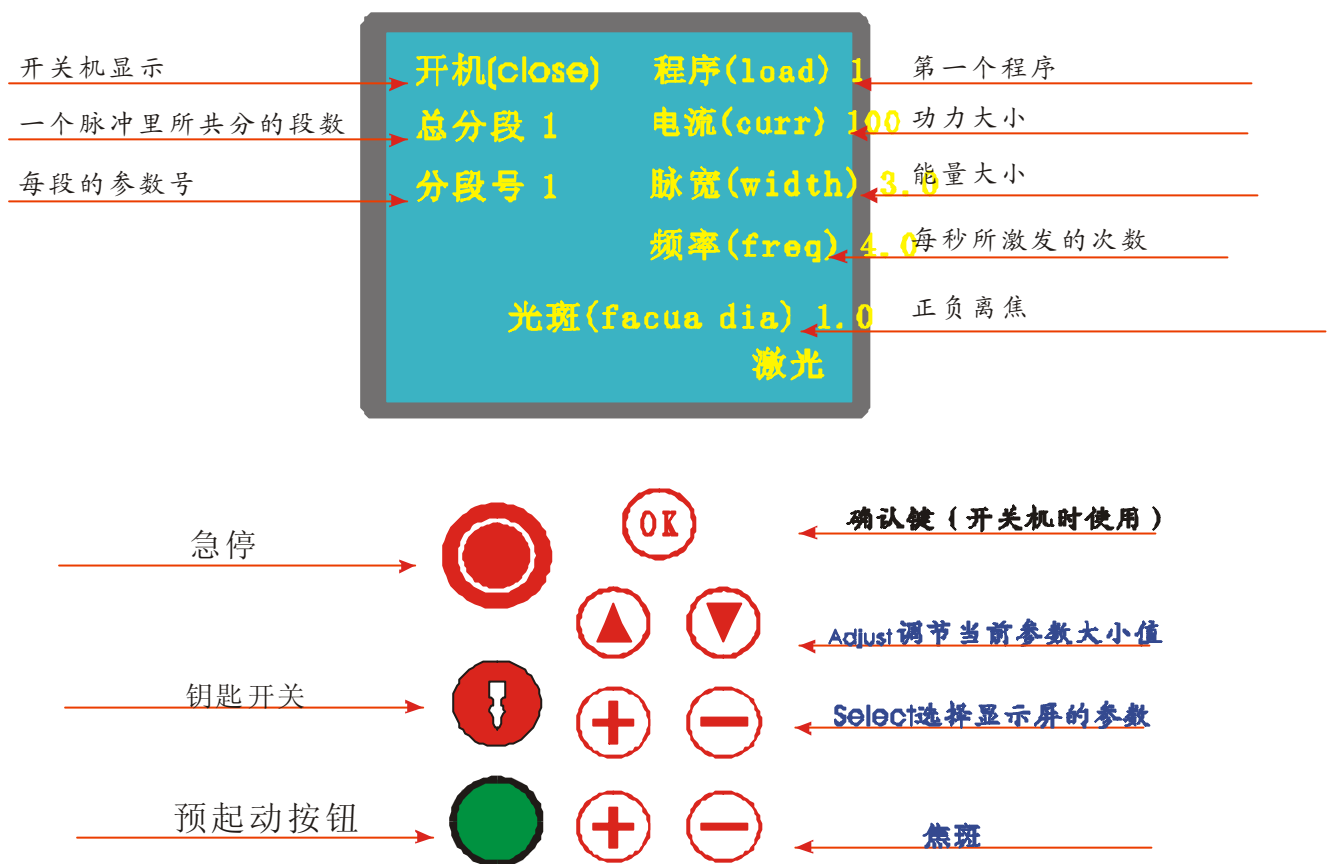 开关机显示
开机(close)
程序(load) 1
第一个程序
一个脉冲里所共分的段数
总分段 1
电流(curr) 100
功力大小
每段的参数号
分段号 1
脉宽(width) 3.0
能量大小
频率(freq) 4.0
每秒所激发的次数
光斑(facua dia) 1.0
正负离焦
激光
急停
OK
确认键(开关机时使用)
Adjust调节当前参数大小值
钥匙开关
Select选择显示屏的参数
预起动按钮
焦斑